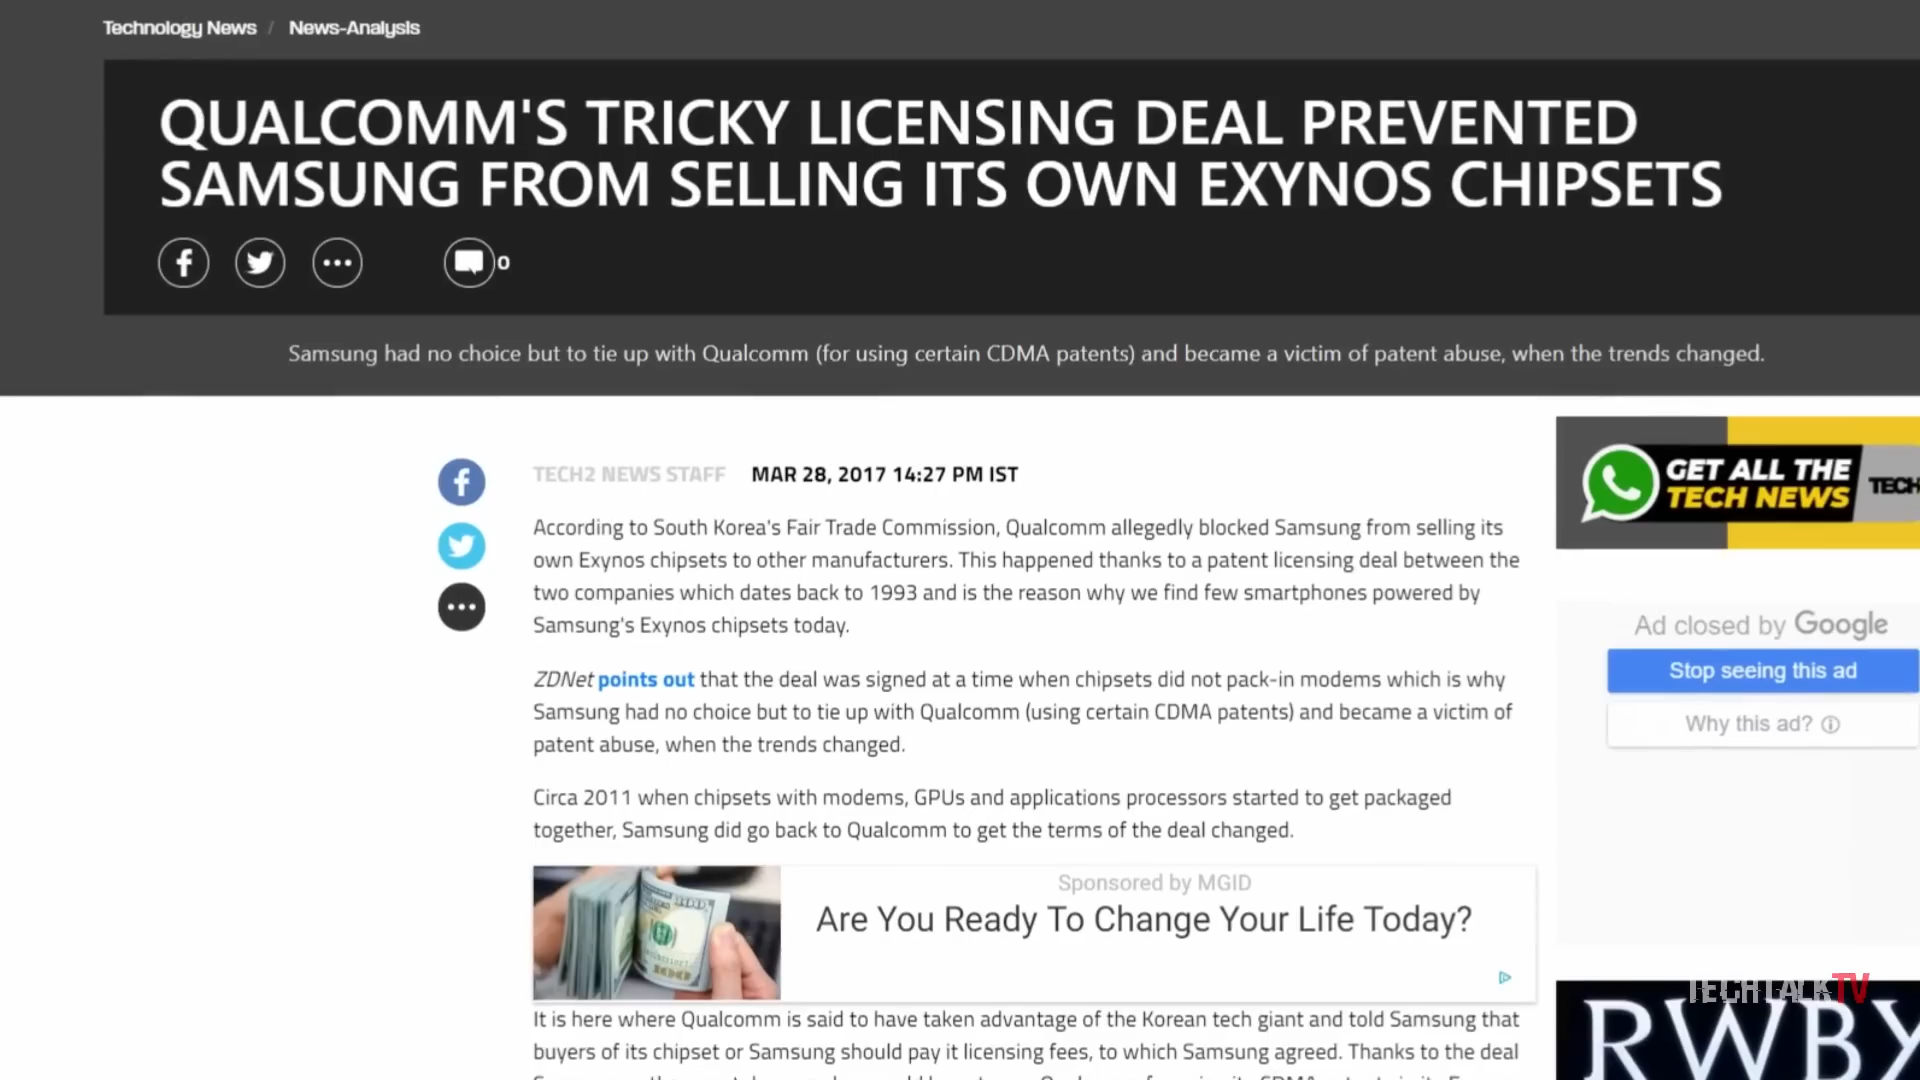 Technology News / News-Analysis
QUALCOMM'S TRICKY LICENSING DEAL PREVENTED
SAMSUNG FROM SELLING ITS OWN EXYNOS CHIPSETS
0
Samsung had no choice but to tie up with Qualcomm (for using certain CDMA patents) and became a victim of patent abuse, when the trends changed.
TECH2 NEWS STAFF MAR 28, 2017 14:27 PM IST
According to South Korea's Fair Trade Commission, Qualcomm allegedly blocked Samsung from selling its
own Exynos chipsets to other manufacturers. This happened thanks to a patent licensing deal between the
two companies which dates back to 1993 and is the reason why we find few smartphones powered by
Samsung's Exynos chipsets today.
ZDNet points out that the deal was signed at a time when chipsets did not pack-in modems which is why
Samsung had no choice but to tie up with Qualcomm (using certain CDMA patents) and became a victim of
patent abuse, when the trends changed.
Circa 2011 when chipsets with modems, GPUs and applications processors started to get packaged
together, Samsung did go back to Qualcomm to get the terms of the deal changed.
Sponsored by MGID
Are You Ready To Change Your Life Today?
It is here where Qualcomm is said to have taken advantage of the Korean tech giant and told Samsung that
buyers of its chipset or Samsung should pay it licensing fees, to which Samsung agreed. Thanks to the deal
GET ALL THE
TECH NEWS
TECH
Ad closed by Google
Stop seeing this ad
Why this ad?
TECHTALKTV
RWBY